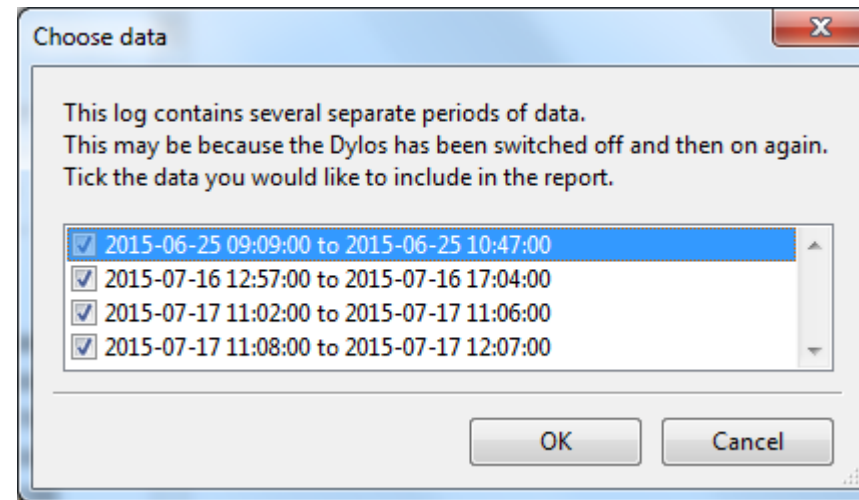 Choose data
This log contains several separate periods of data.
This may be because the Dylos has been switched off and then on again.
Tick the data you would like to include in the report.
2015-06-25 09:09:00 to 2015-06-25 10:47:00
2015-07-16 12:57:00 to 2015-07-16 17:04:00
2015-07-17 11:02:00 to 2015-07-17 11:06:00
2015-07-17 11:08:00 to 2015-07-17 12:07:00
OK Cancel